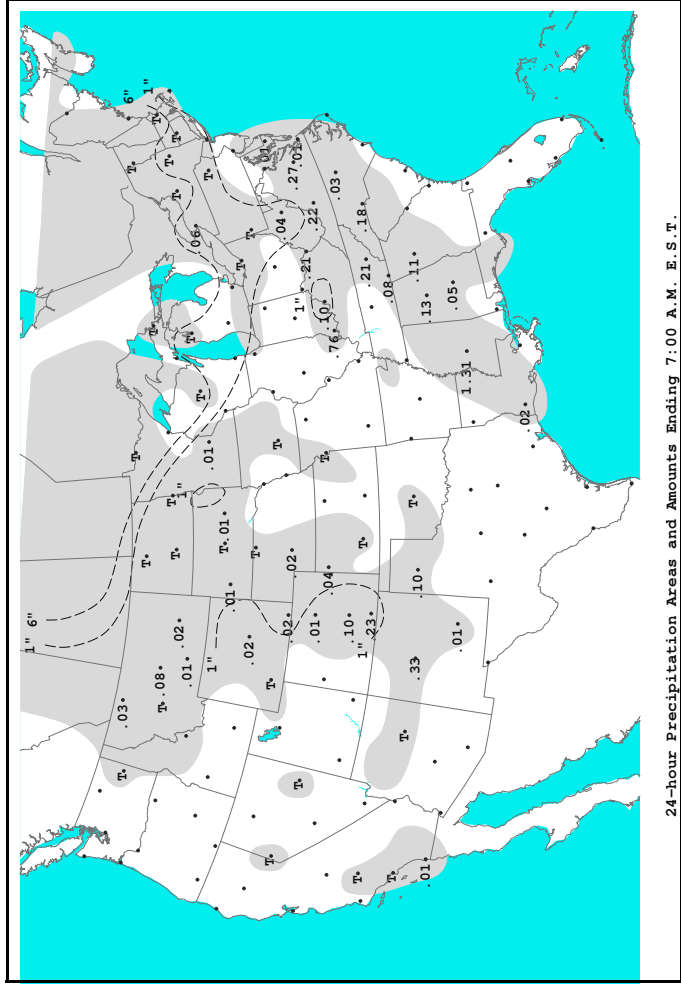 1" 6"
T
.03
6"
T
T
1"
T
T
T
T
.08
T
T
T
T
T
.02
1"
.01
T
.06
T
.01
T
1"
T
.01
.01
T
.02
T
T
.01
T
T
T
.04
.02
.02
.27
.01
T
1"
.21
.22
.01
T
.10
.04
.76
.03
.10
T
1"
T
.21
.18
.23
.08
T
T
.33
T
.11
.10
.01
.13
.05
.01
1.31
.02
24-hour Precipitation Areas and Amounts Ending 7:00 A.M. E.S.T.